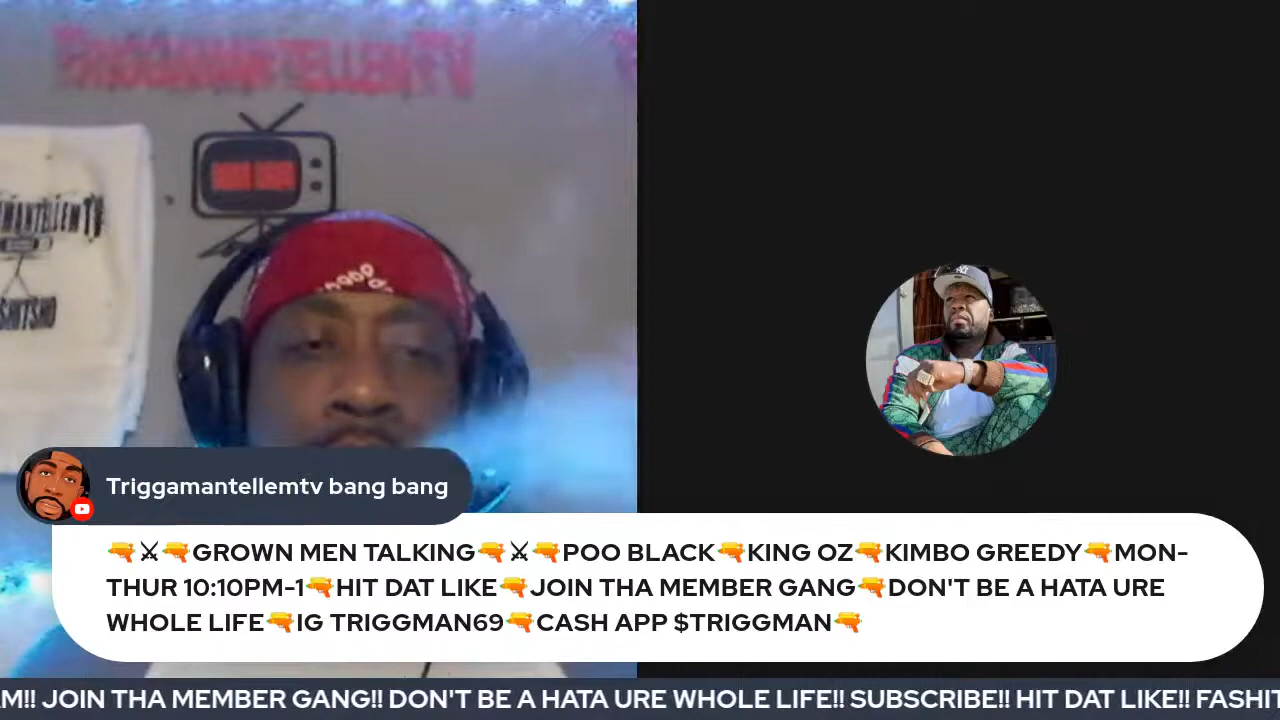 TRIGGAMANTELLEMTV
MANTELLEMTV
Triggamantellemtv bang bang
🔫⚔🔫GROWN MEN TALKING🔫⚔🔫POO BLACK🔫KING OZ🔫KIMBO GREEDY🔫MON-
THUR 10:10PM-1🔫HIT DAT LIKE🔫JOIN THA MEMBER GANG🔫DON'T BE A HATA URE
WHOLE LIFE🔫IG TRIGGMAN69🔫CASH APP $TRIGGMAN🔫
M!! JOIN THA MEMBER GANG!! DON'T BE A HATA URE WHOLE LIFE!! SUBSCRIBE!! HIT DAT LIKE!! FASHIT